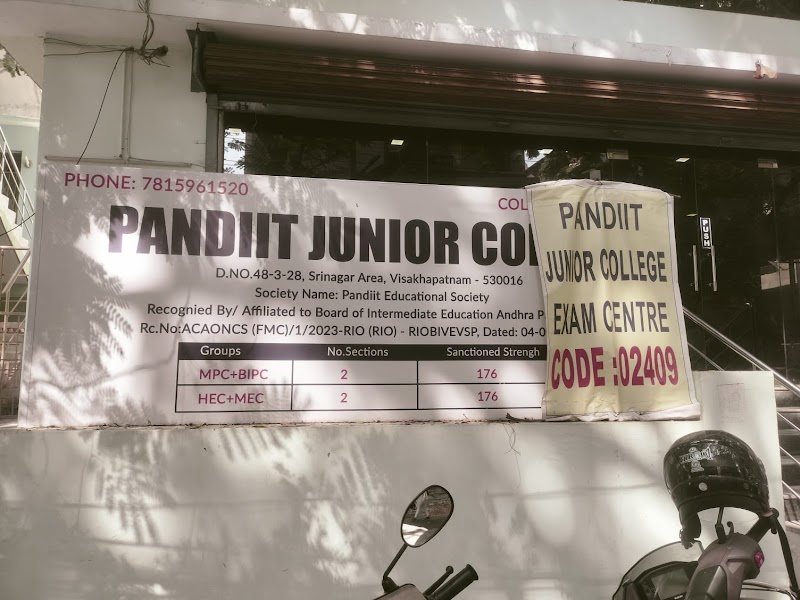 PHONE: 7815961520
COL
PANDIIT JUNIOR COL
D.NO.48-3-28, Srinagar Area, Visakhapatnam - 530016
Society Name: Pandiit Educational Society
Recognied By/ Affiliated to Board of Intermediate Education Andhra P
Rc.No:ACAONCS (FMC)/1/2023-RIO (RIO) - RIOBIVEVSP, Dated: 04-0
Groups No.Sections Sanctioned Strengh
MPC+BIPC 2 176
HEC+MEC 2 176
PANDIIT
JUNIOR COLLEGE
EXAM CENTRE
CODE :02409
PUSH